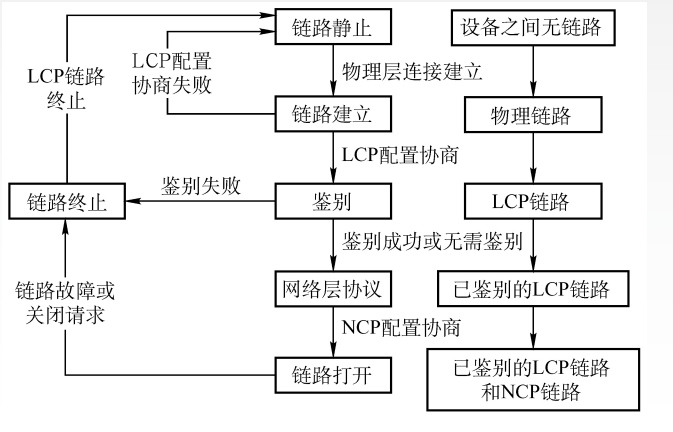 链路静止
设备之间无链路
LCP链路
终止
LCP配置
协商失败
物理层连接建立
链路建立
物理链路
LCP配置协商
链路终止
鉴别失败
鉴别
LCP链路
鉴别成功或无需鉴别
链路故障或
关闭请求
网络层协议
已鉴别的LCP链路
NCP配置协商
链路打开
已鉴别的LCP链路
和NCP链路